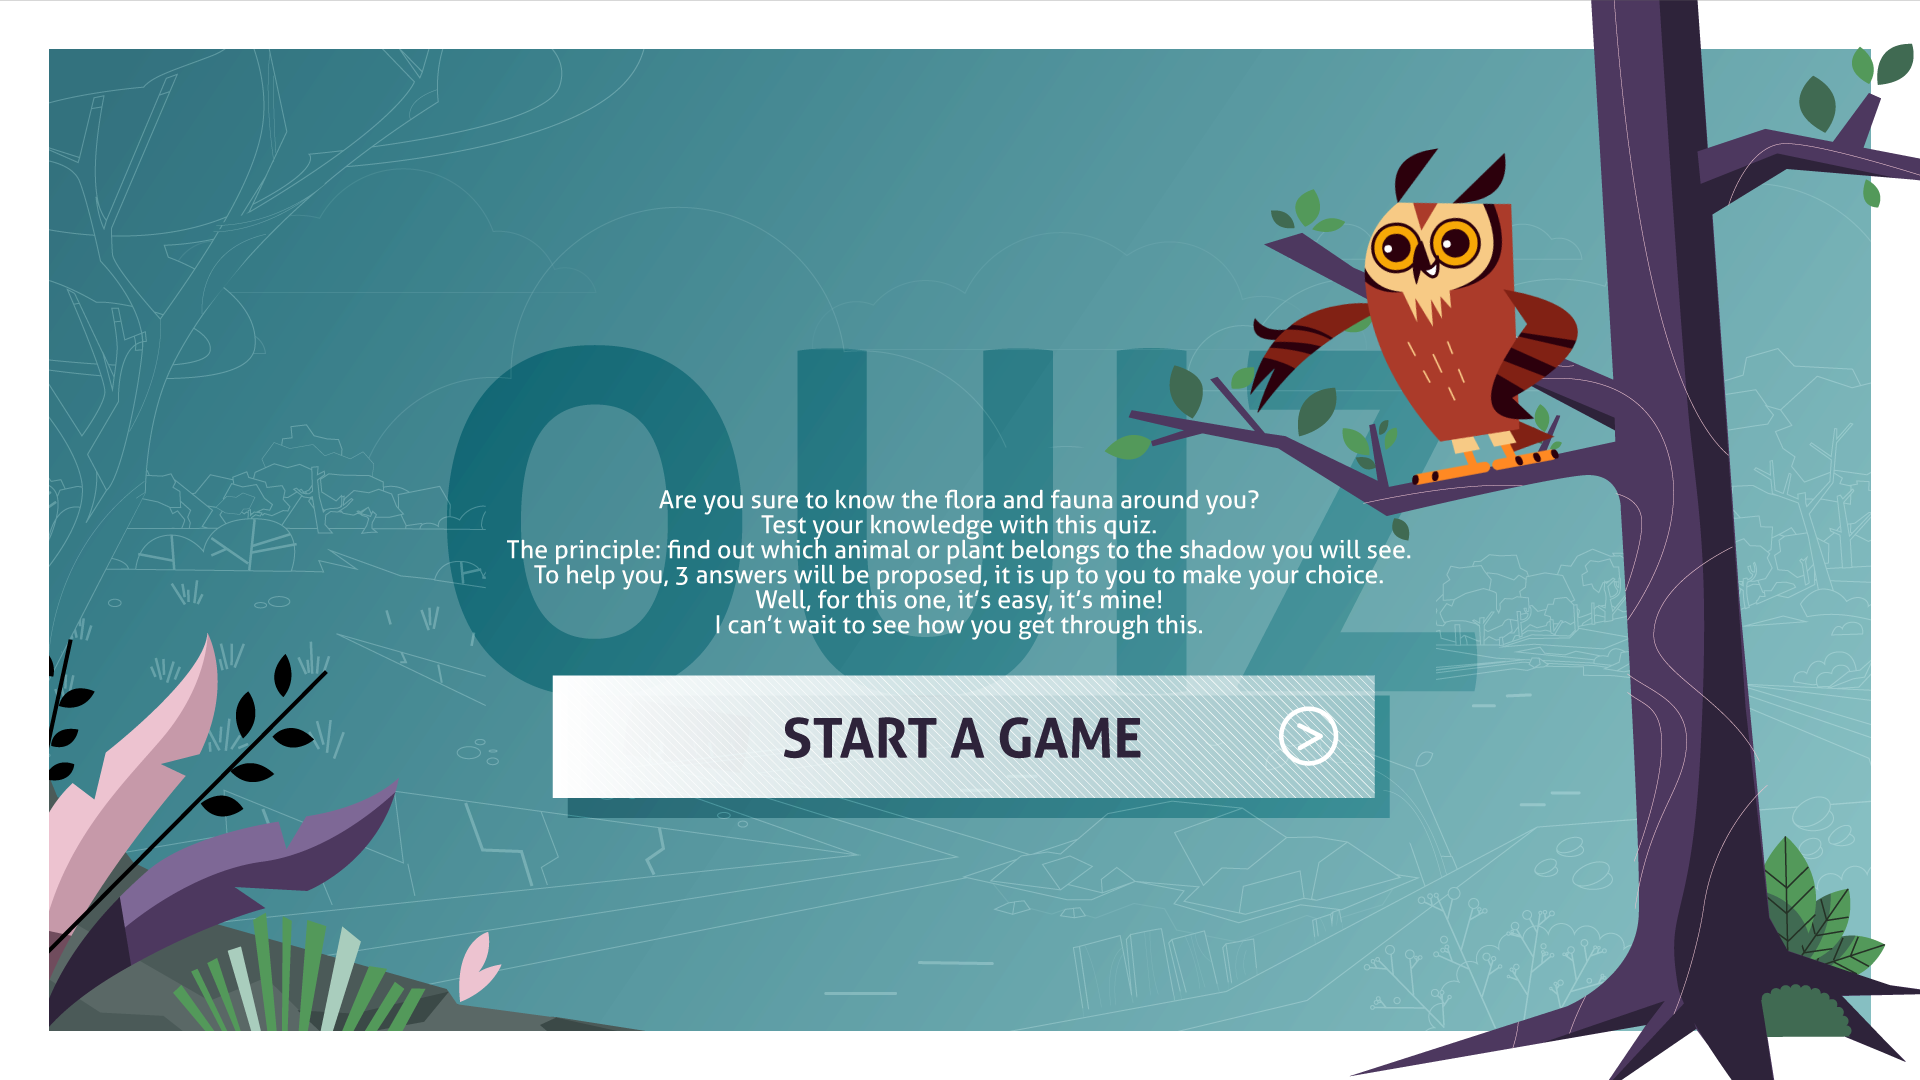 QUIZ
Are you sure to know the flora and fauna around you?
Test your knowledge with this quiz.
The principle: find out which animal or plant belongs to the shadow you will see.
To help you, 3 answers will be proposed, it is up to you to make your choice.
Well, for this one, it’s easy, it’s mine!
I can’t wait to see how you get through this.
START A GAME